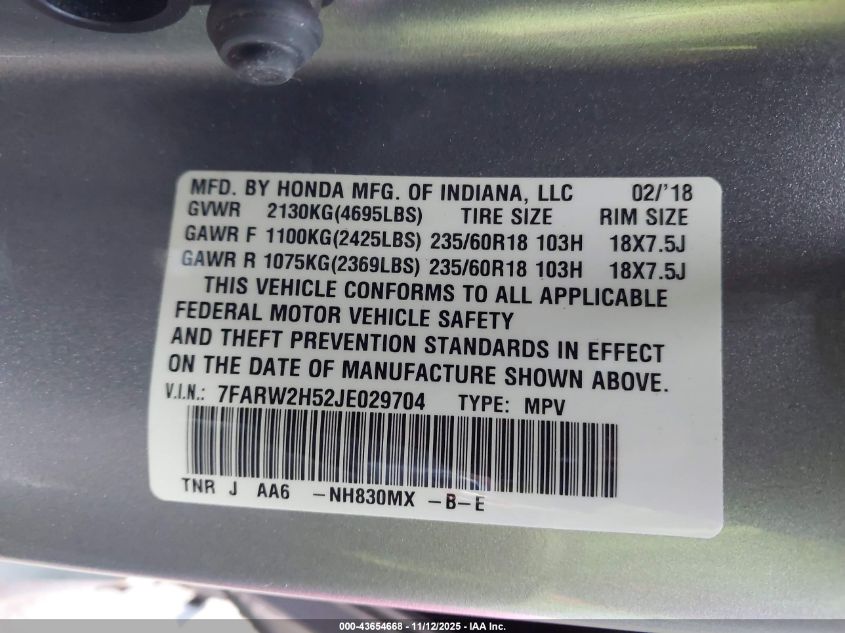 MFD. BY HONDA MFG. OF INDIANA, LLC 02/'18
GVWR 2130KG(4695LBS) TIRE SIZE RIM SIZE
GAWR F 1100KG(2425LBS) 235/60R18 103H 18X7.5J
GAWR R 1075KG(2369LBS) 235/60R18 103H 18X7.5J
THIS VEHICLE CONFORMS TO ALL APPLICABLE
FEDERAL MOTOR VEHICLE SAFETY
AND THEFT PREVENTION STANDARDS IN EFFECT
ON THE DATE OF MANUFACTURE SHOWN ABOVE.
V.I.N.: 7FARW2H52JE029704 TYPE: MPV
TNR J AA6 -NH830MX -B-E
000-43654668 - 11/12/2025 - IAA Inc.